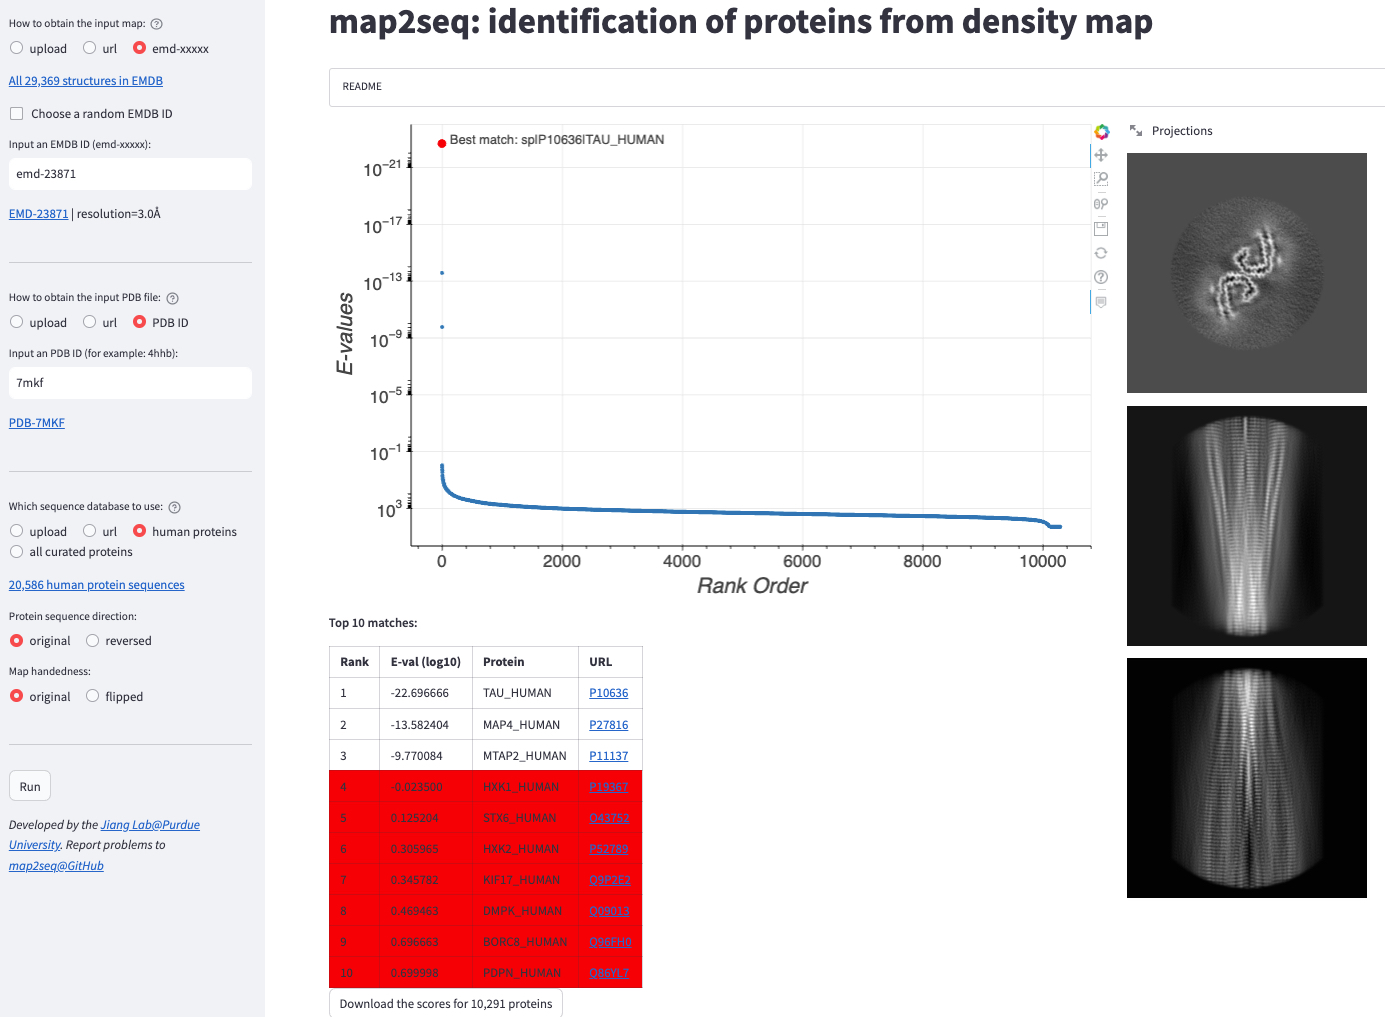 How to obtain the input map:
upload url emd-xxxxx
All 29,369 structures in EMDB
Choose a random EMDB ID
Input an EMDB ID (emd-xxxxx):
emd-23871
EMD-23871 | resolution=3.0Å
How to obtain the input PDB file:
upload url PDB ID
Input an PDB ID (for example: 4hhb):
7mkf
PDB-7MKF
Which sequence database to use:
upload url human proteins
all curated proteins
20,586 human protein sequences
Protein sequence direction:
original reversed
Map handedness:
original flipped
Run
Developed by the Jiang Lab@Purdue
University. Report problems to
map2seq@GitHub
map2seq: identification of proteins from density map
README
Best match: sp|P10636|TAU_HUMAN
E-values
10−21
10−17
10−13
10−9
10−5
10−1
103
0 2000 4000 6000 8000 10000
Rank Order
Projections
Top 10 matches:
Rank E-val (log10) Protein URL
1 -22.696666 TAU_HUMAN P10636
2 -13.582404 MAP4_HUMAN P27816
3 -9.770084 MTAP2_HUMAN P11137
4 -0.023500 HXK1_HUMAN P19367
5 0.125204 STX6_HUMAN O43752
6 0.305965 HXK2_HUMAN P52789
7 0.345782 KIF17_HUMAN Q9P2E2
8 0.469463 DMPK_HUMAN Q09013
9 0.696663 BORC8_HUMAN Q96FH0
10 0.699998 PDPN_HUMAN Q86YL7
Download the scores for 10,291 proteins